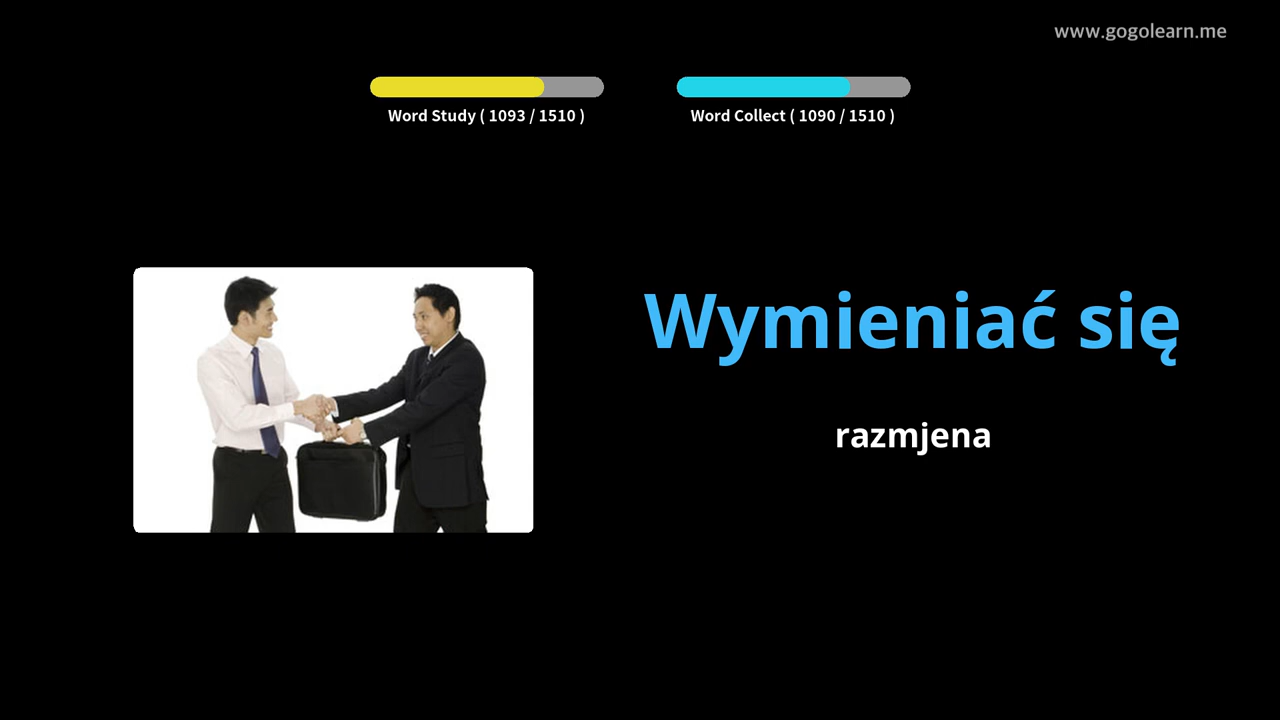 www.gogolearn.me
Word Study ( 1093 / 1510 )
Word Collect ( 1090 / 1510 )
Wymieniać się
razmjena